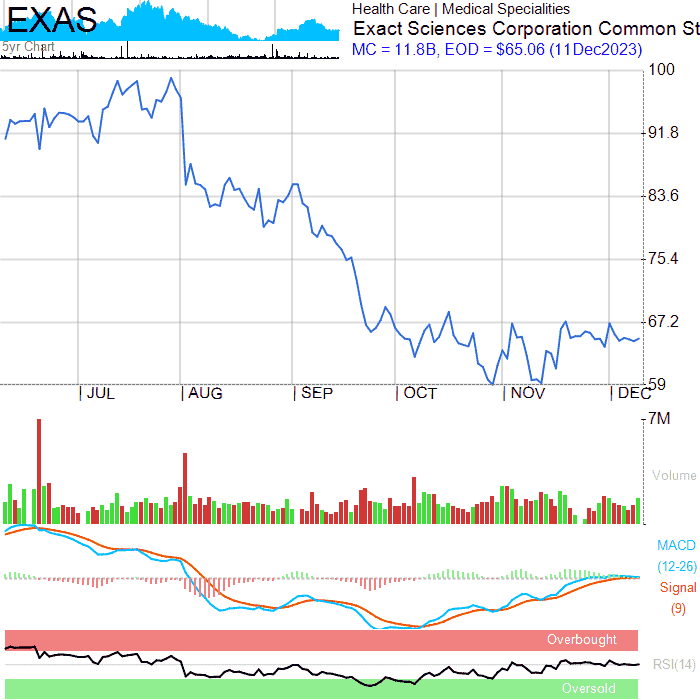 EXAS
5yr Chart
Health Care | Medical Specialities
Exact Sciences Corporation Common St
MC = 11.8B, EOD = $65.06 (11Dec2023)
100
91.8
83.6
75.4
67.2
59
JUL AUG SEP OCT NOV DEC
7M
Volume
MACD
(12-26)
Signal
(9)
Overbought
RSI(14)
Oversold